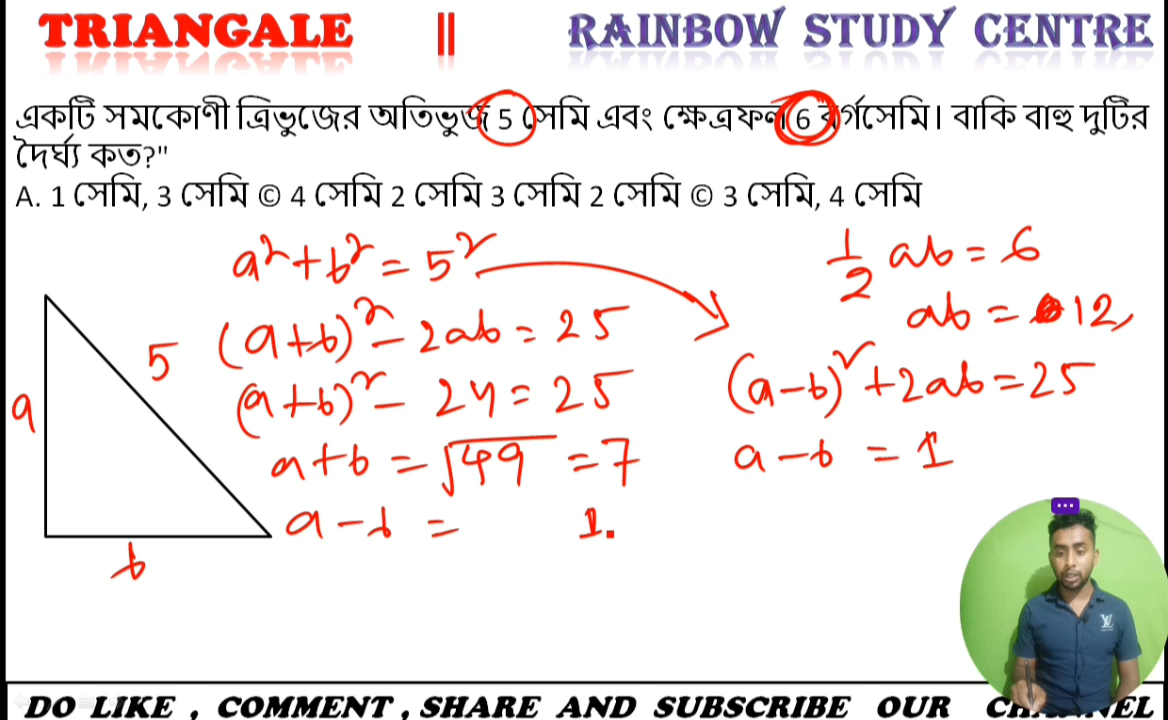 TRIANGALE || RAINBOW STUDY CENTRE
একটি সমকোণী ত্রিভুজের অতিভুজ 5 সেমি এবং ক্ষেত্রফল 6 বর্গসেমি। বাকি বাহু দুটির
দৈর্ঘ্য কত?"
A. 1 সেমি, 3 সেমি © 4 সেমি 2 সেমি 3 সেমি 2 সেমি © 3 সেমি, 4 সেমি
a² + b² = 5²
(a+b)² - 2ab = 25
(a+b)² - 24 = 25
a+b = √49 = 7
a-b = 1.
1/2 ab = 6
ab = 12,
(a-b)² + 2ab = 25
a-b = 1
5
a
b
DO LIKE , COMMENT , SHARE AND SUBSCRIBE OUR